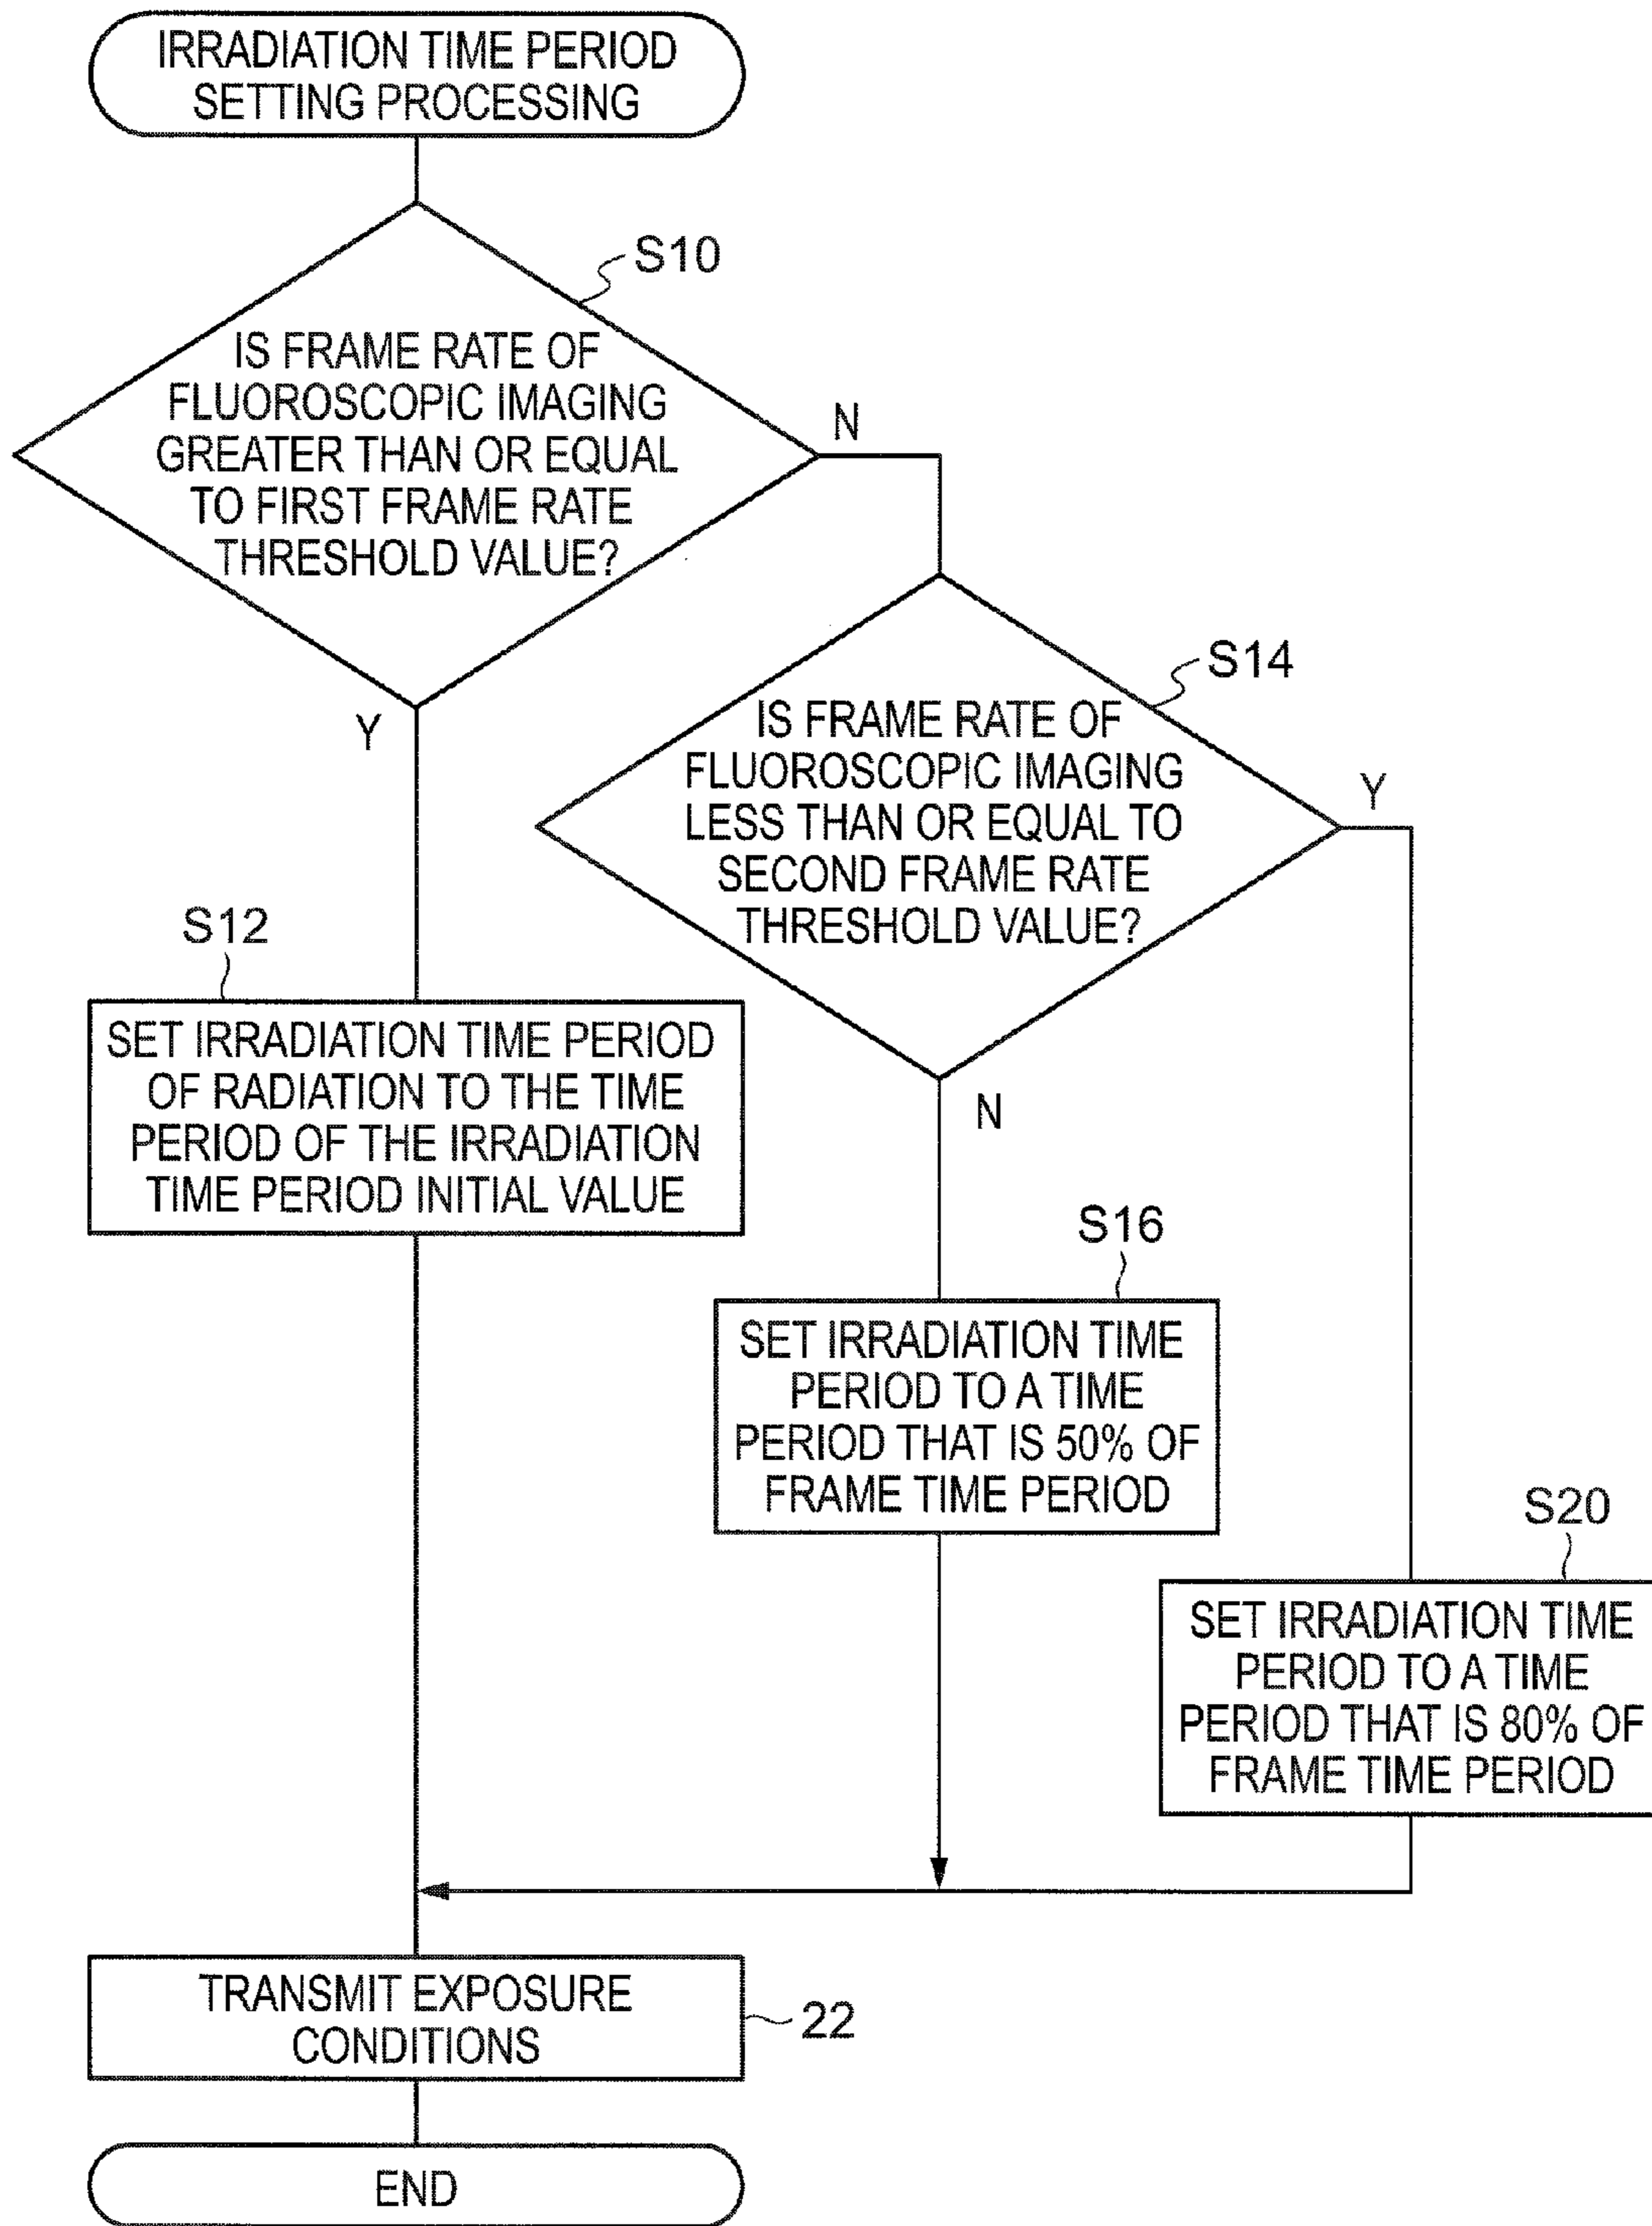 IRRADIATION TIME PERIOD
SETTING PROCESSING
S10
IS FRAME RATE OF
FLUOROSCOPIC IMAGING
GREATER THAN OR EQUAL
TO FIRST FRAME RATE
THRESHOLD VALUE?
N
Y
S14
IS FRAME RATE OF
FLUOROSCOPIC IMAGING
LESS THAN OR EQUAL TO
SECOND FRAME RATE
THRESHOLD VALUE?
Y
N
S12
SET IRRADIATION TIME PERIOD
OF RADIATION TO THE TIME
PERIOD OF THE IRRADIATION
TIME PERIOD INITIAL VALUE
S16
SET IRRADIATION TIME
PERIOD TO A TIME
PERIOD THAT IS 50% OF
FRAME TIME PERIOD
S20
SET IRRADIATION TIME
PERIOD TO A TIME
PERIOD THAT IS 80% OF
FRAME TIME PERIOD
TRANSMIT EXPOSURE
CONDITIONS
22
END